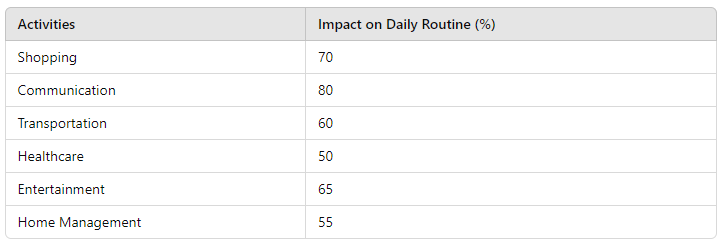 Activities Impact on Daily Routine (%)
Shopping 70
Communication 80
Transportation 60
Healthcare 50
Entertainment 65
Home Management 55